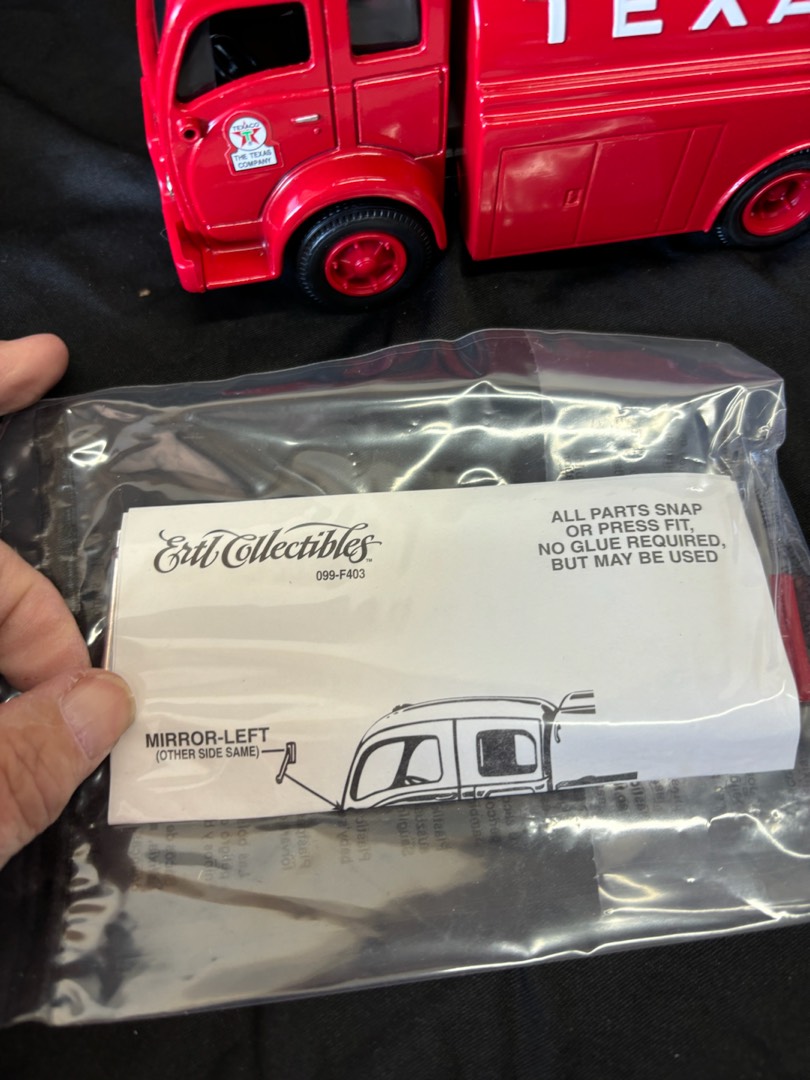 TEXA
TEXACO
T
THE TEXAS
COMPANY
Ertl Collectibles™
099-F403
ALL PARTS SNAP
OR PRESS FIT,
NO GLUE REQUIRED,
BUT MAY BE USED
MIRROR-LEFT
(OTHER SIDE SAME)